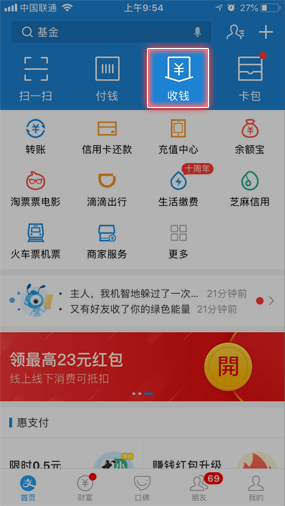 中国联通 上午9:54 27%
基金
扫一扫 付钱 收钱 卡包
转账 信用卡还款 充值中心 余额宝
十周年
淘票票电影 滴滴出行 生活缴费 芝麻信用
火车票机票 商家服务 更多
主人，我机智地躲过了一次... 21分钟前
又有好友收了你的绿色能量 21分钟前
领最高23元红包
线上线下消费可抵扣
開
惠支付
限时0.5元 赚钱红包升级
支 69
首页 财富 口碑 朋友 我的